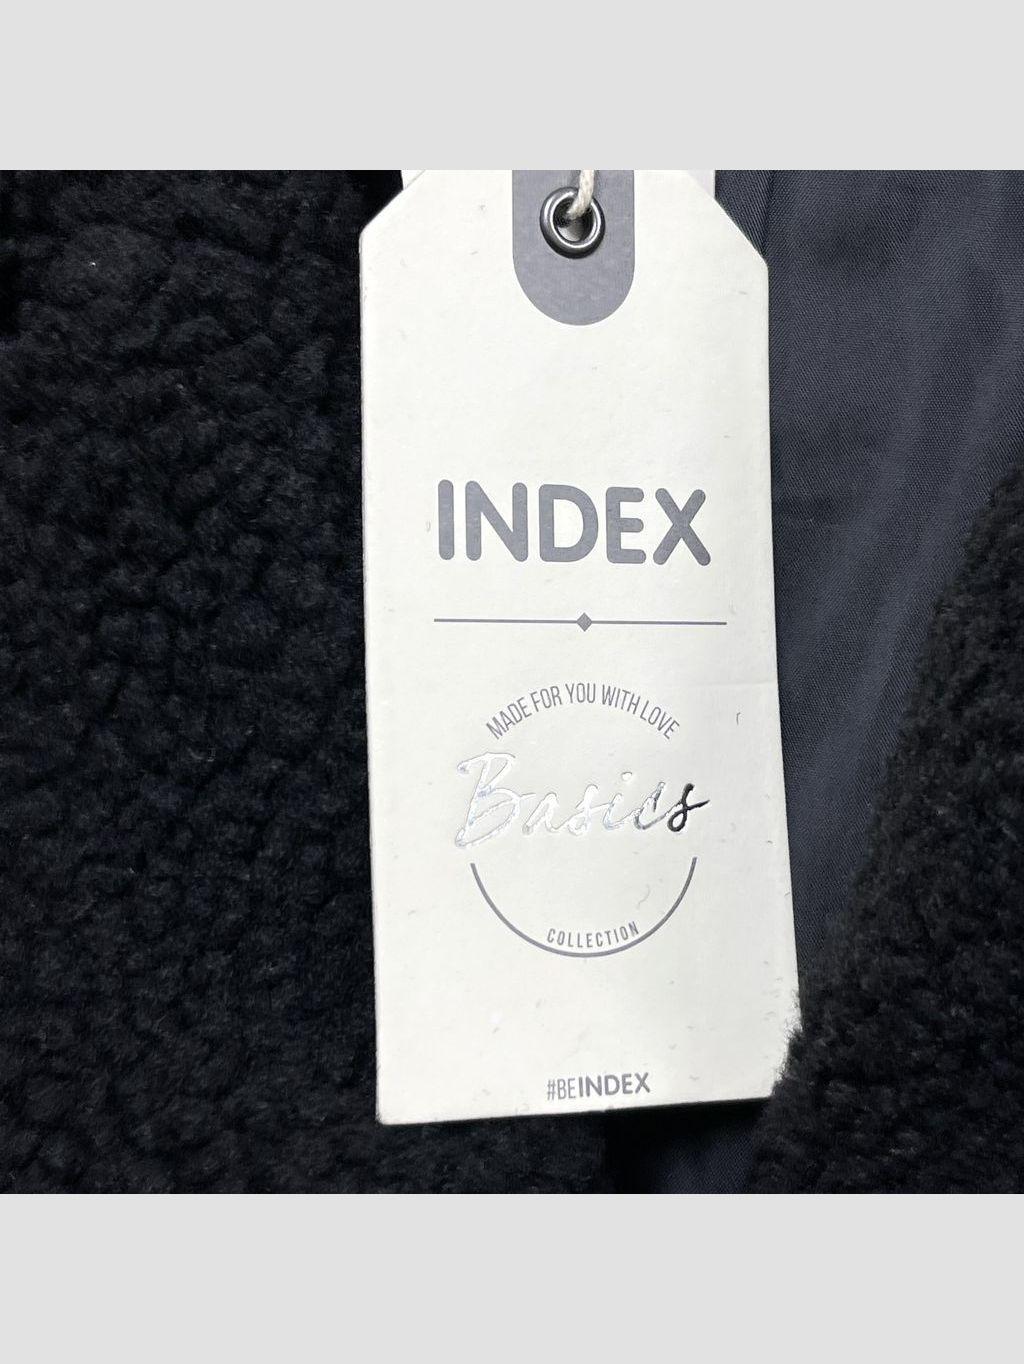 INDEX
MADE FOR YOU WITH LOVE
Basics
COLLECTION
#BEINDEX